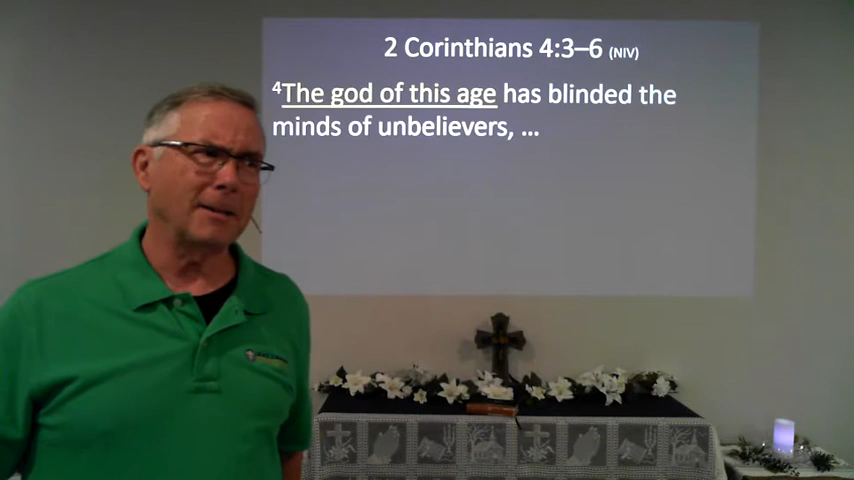 2 Corinthians 4:3–6 (NIV)
⁴The god of this age has blinded the
minds of unbelievers, ...